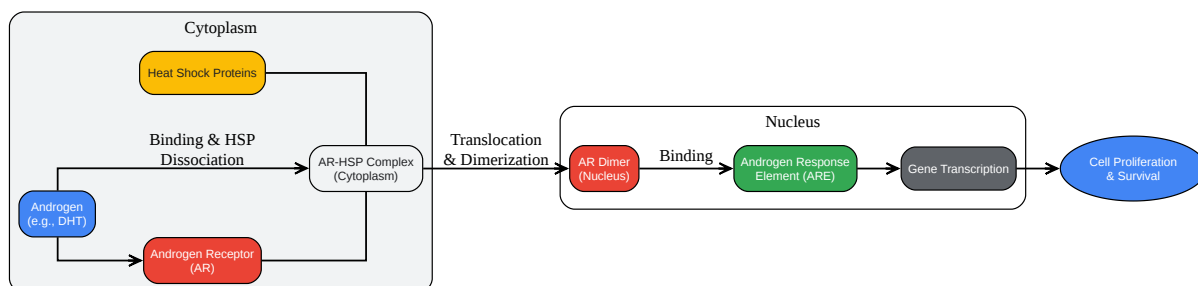 Cytoplasm
Heat Shock Proteins
Binding & HSP
Dissociation
AR-HSP Complex
(Cytoplasm)
Androgen
(e.g., DHT)
Androgen Receptor
(AR)
Translocation
& Dimerization
Nucleus
AR Dimer
(Nucleus)
Binding
Androgen Response
Element (ARE)
Gene Transcription
Cell Proliferation
& Survival